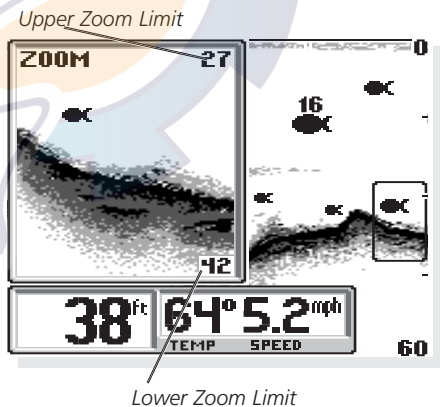 Upper Zoom Limit
ZOOM 27
0
16
42
38ft 64° 5.2mph
TEMP SPEED
60
Lower Zoom Limit